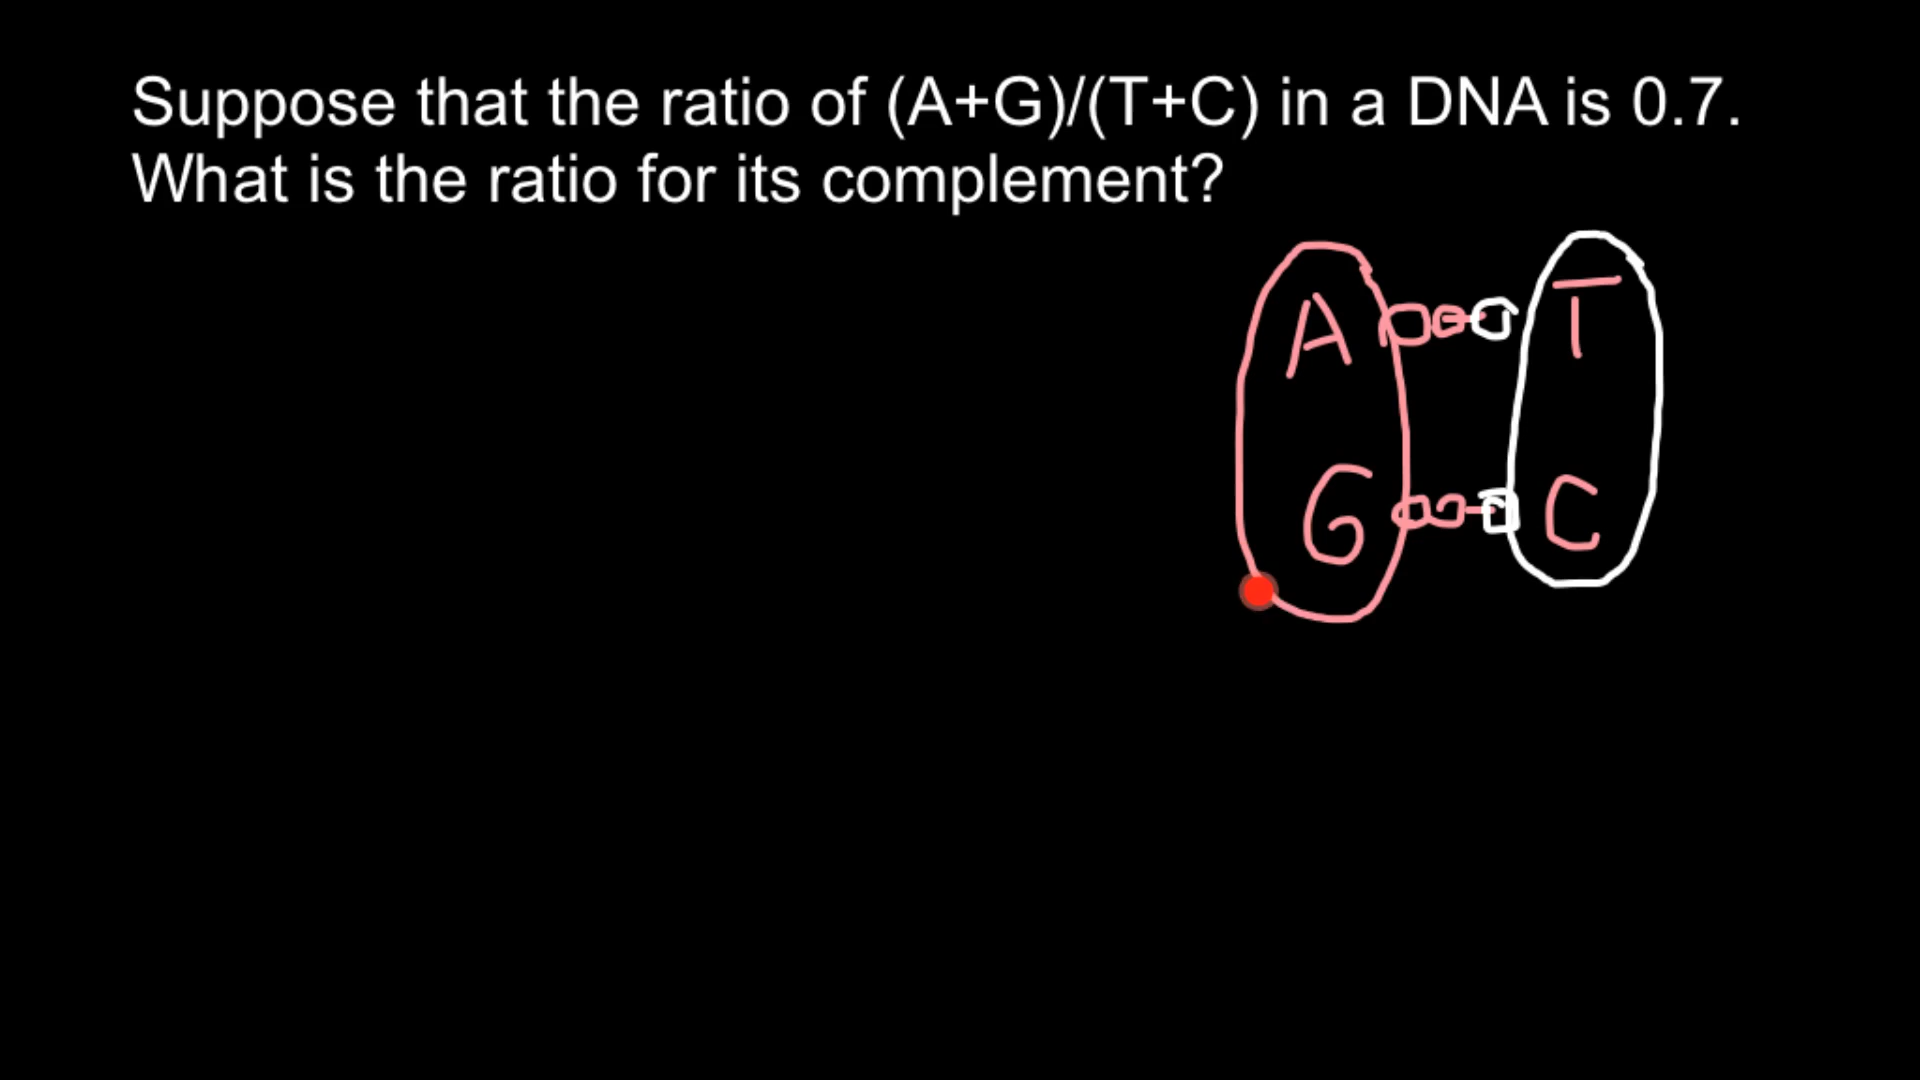 Suppose that the ratio of (A+G)/(T+C) in a DNA is 0.7.
What is the ratio for its complement?
A T
G C